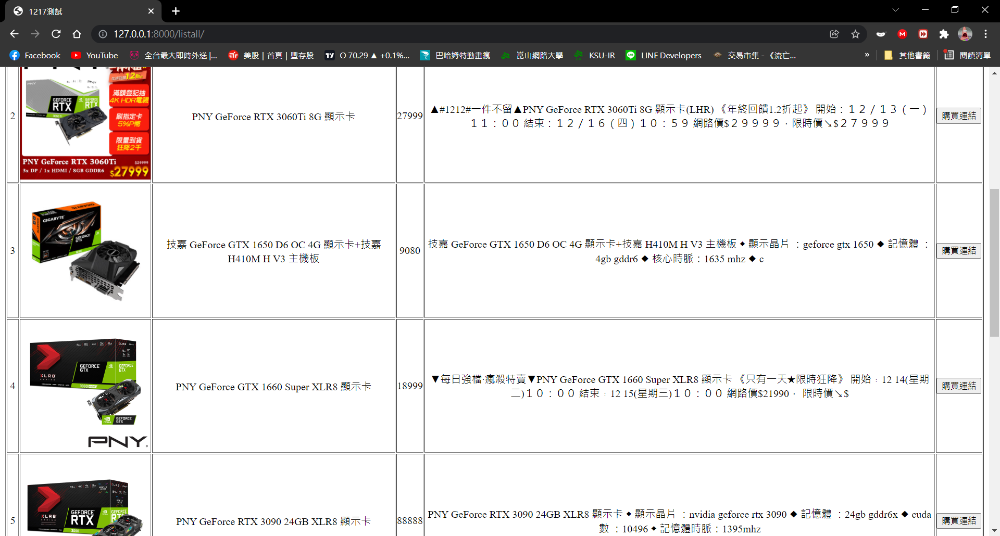 1217測試
127.0.0.1:8000/listall/
Facebook
YouTube
全台最大即時外送 |...
美股 | 首頁 | 豐存股
O 70.29 ▲ +0.1%...
巴哈姆特動畫瘋
崑山網路大學
KSU-IR
LINE Developers
交易市集 - 《流亡...
»
其他書籤
閱讀清單
2
滿額登記抽
4K HDR電視
刷指定卡
5%P幣
限量到貨
狂降2千
PNY
GEFORCE
RTX
PNY GeForce RTX 3060Ti
$29999
3x DP / 1x HDMI / 8GB GDDR6
$27999
PNY GeForce RTX 3060Ti 8G 顯示卡
27999
▲#1212#一件不留▲PNY GeForce RTX 3060Ti 8G 顯示卡(LHR) 《年終回饋1.2折起》 開始：１２／１３（一）
１１：００ 結束：１２／１６（四）１０：５９ 網路價$２９９９９．限時價↘$２７９９９
購買連結
3
GIGABYTE
GIGABYTE
GEFORCE
GTX
技嘉 GeForce GTX 1650 D6 OC 4G 顯示卡+技嘉
H410M H V3 主機板
9080
技嘉 GeForce GTX 1650 D6 OC 4G 顯示卡+技嘉 H410M H V3 主機板 ◆ 顯示晶片 ：geforce gtx 1650 ◆ 記憶體 ：
4gb gddr6 ◆ 核心時脈：1635 mhz ◆ c
購買連結
4
XLR8
GEFORCE
GTX
GEFORCE
GTX
1660 SUPER
NVIDIA
GEFORCE
GTX
PNY
PNY GeForce GTX 1660 Super XLR8 顯示卡
18999
▼每日強檔‧瘋殺特賣▼PNY GeForce GTX 1660 Super XLR8 顯示卡 《只有一天★限時狂降》 開始﹕12 14(星期
二)１０：００ 結束﹕12 15(星期三)１０：００ 網路價$21990． 限時價↘$
購買連結
5
XLR8
GEFORCE
RTX
3090
GEFORCE
PNY GeForce RTX 3090 24GB XLR8 顯示卡
88888
PNY GeForce RTX 3090 24GB XLR8 顯示卡 ◆ 顯示晶片 ：nvidia geforce rtx 3090 ◆ 記憶體 ：24gb gddr6x ◆ cuda
數 ：10496 ◆ 記憶體時脈：1395mhz
購買連結